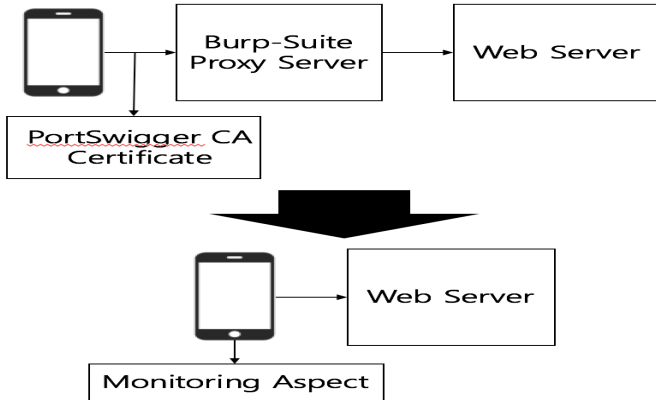 Burp-Suite
Proxy Server
Web Server
PortSwigger CA
Certificate
Web Server
Monitoring Aspect